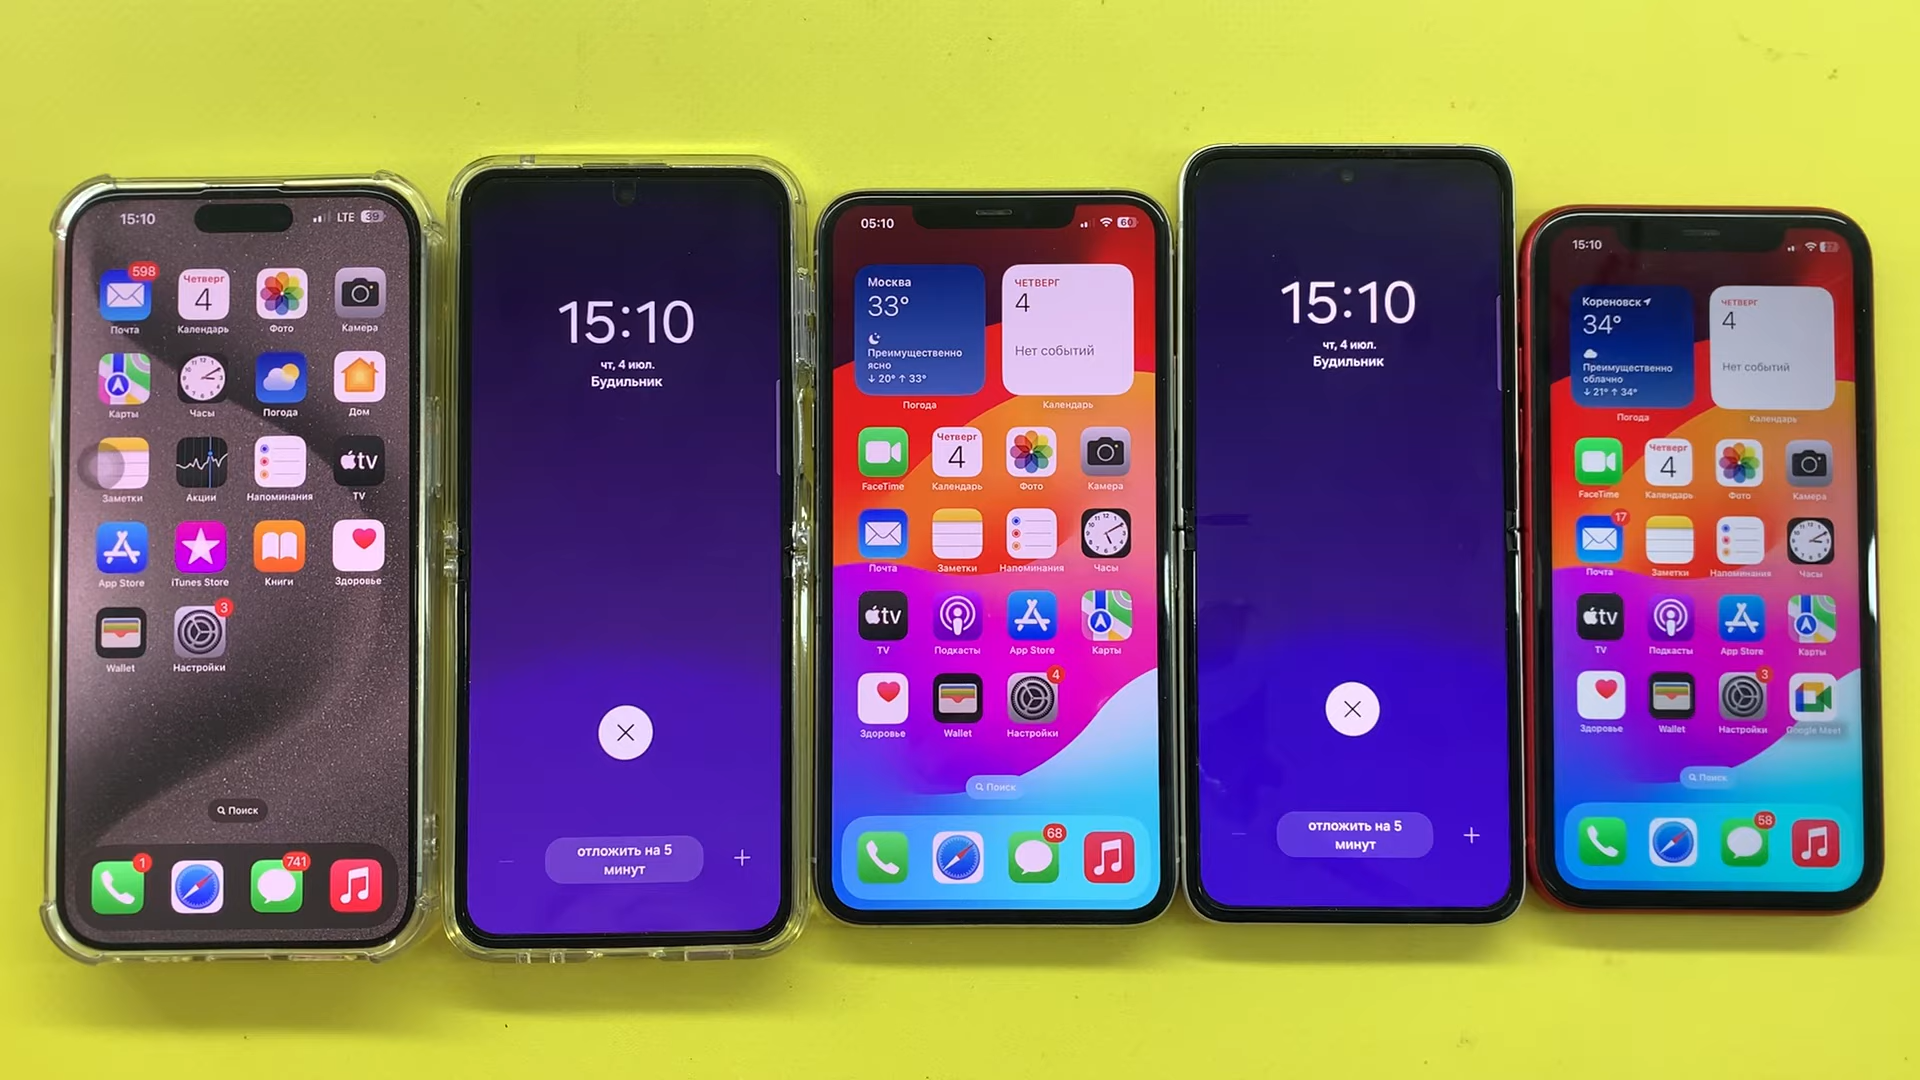 15:10
LTE 39
598
Четверг
4
Почта
Календарь
Фото
Камера
Карты
Часы
Погода
Дом
tv
Заметки
Акции
Напоминания
TV
App Store
iTunes Store
Книги
Здоровье
3
Wallet
Настройки
Поиск
1
741
15:10
чт, 4 июл.
Будильник
отложить на 5
минут
05:10
60
Москва
33°
Преимущественно
ясно
↓ 20° ↑ 33°
Погода
ЧЕТВЕРГ
4
Нет событий
Календарь
Четверг
4
FaceTime
Календарь
Фото
Камера
Почта
Заметки
Напоминания
Часы
tv
TV
Подкасты
App Store
Карты
4
Здоровье
Wallet
Настройки
Поиск
68
15:10
чт, 4 июл.
Будильник
отложить на 5
минут
15:10
Кореновск
34°
Преимущественно
облачно
↓ 21° ↑ 34°
Погода
ЧЕТВЕРГ
4
Нет событий
Календарь
Четверг
4
FaceTime
Календарь
Фото
Камера
17
Почта
Заметки
Напоминания
Часы
tv
TV
Подкасты
App Store
Карты
3
Здоровье
Wallet
Настройки
Google Meet
Поиск
58